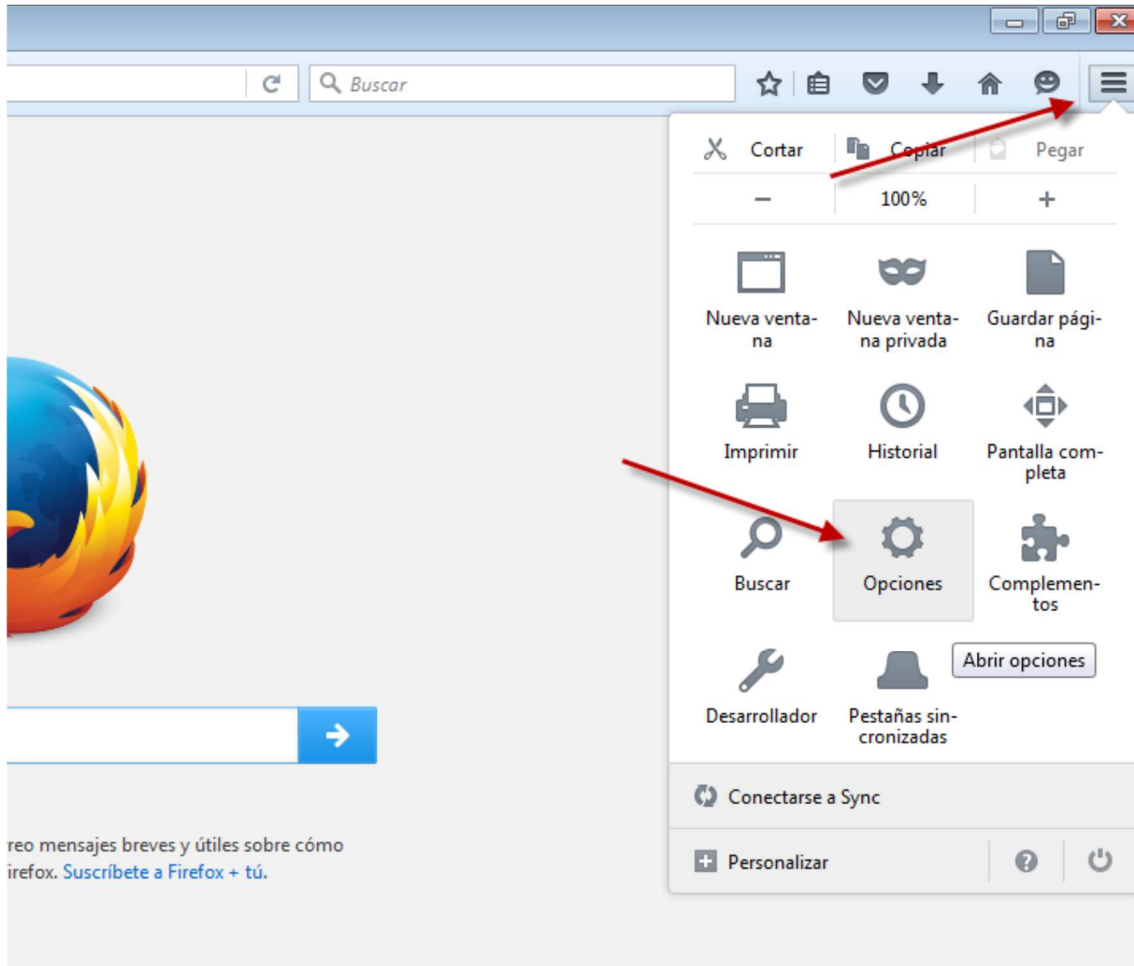 Buscar
Cortar
Copiar
Pegar
−
100%
+
Nueva venta-
na
Nueva venta-
na privada
Guardar pági-
na
Imprimir
Historial
Pantalla com-
pleta
Buscar
Opciones
Complemen-
tos
Abrir opciones
Desarrollador
Pestañas sin-
cronizadas
Conectarse a Sync
Personalizar
reo mensajes breves y útiles sobre cómo
irefox. Suscríbete a Firefox + tú.